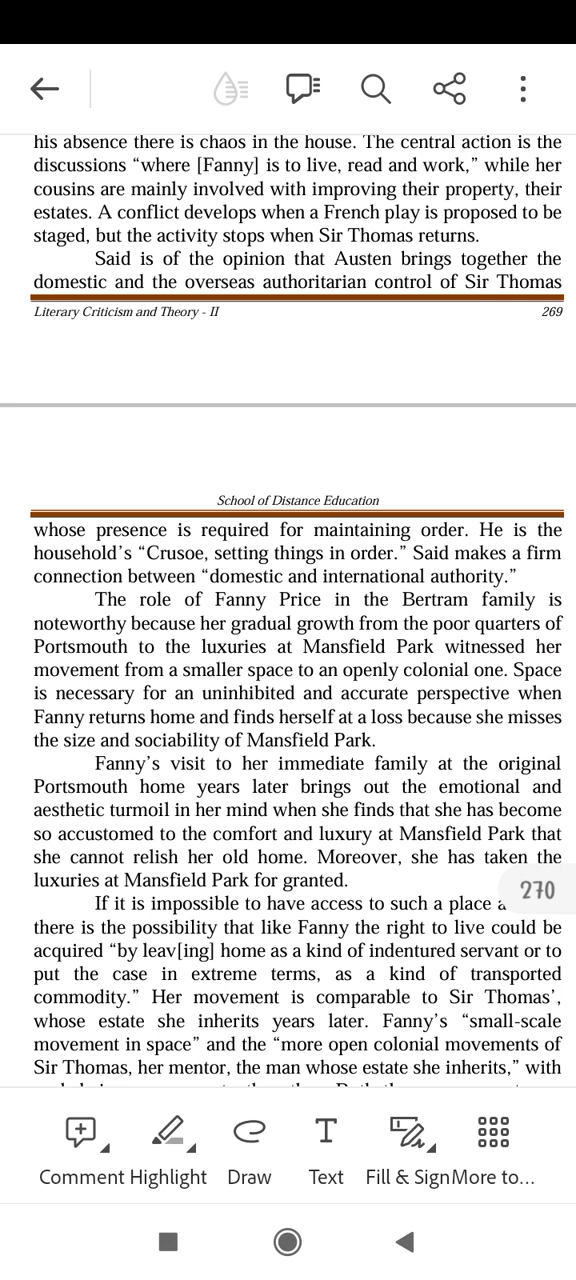 his absence there is chaos in the house. The central action is the
discussions “where [Fanny] is to live, read and work,” while her
cousins are mainly involved with improving their property, their
estates. A conflict develops when a French play is proposed to be
staged, but the activity stops when Sir Thomas returns.
Said is of the opinion that Austen brings together the
domestic and the overseas authoritarian control of Sir Thomas
Literary Criticism and Theory - II 269
School of Distance Education
whose presence is required for maintaining order. He is the
household’s “Crusoe, setting things in order.” Said makes a firm
connection between “domestic and international authority.”
The role of Fanny Price in the Bertram family is
noteworthy because her gradual growth from the poor quarters of
Portsmouth to the luxuries at Mansfield Park witnessed her
movement from a smaller space to an openly colonial one. Space
is necessary for an uninhibited and accurate perspective when
Fanny returns home and finds herself at a loss because she misses
the size and sociability of Mansfield Park.
Fanny’s visit to her immediate family at the original
Portsmouth home years later brings out the emotional and
aesthetic turmoil in her mind when she finds that she has become
so accustomed to the comfort and luxury at Mansfield Park that
she cannot relish her old home. Moreover, she has taken the
luxuries at Mansfield Park for granted.
270
If it is impossible to have access to such a place
there is the possibility that like Fanny the right to live could be
acquired “by leav[ing] home as a kind of indentured servant or to
put the case in extreme terms, as a kind of transported
commodity.” Her movement is comparable to Sir Thomas’,
whose estate she inherits years later. Fanny’s “small-scale
movement in space” and the “more open colonial movements of
Sir Thomas, her mentor, the man whose estate she inherits,” with
Comment Highlight Draw Text Fill & Sign More to...